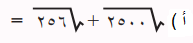 أ) √٢٥٠٠ + √٢٥٦ =